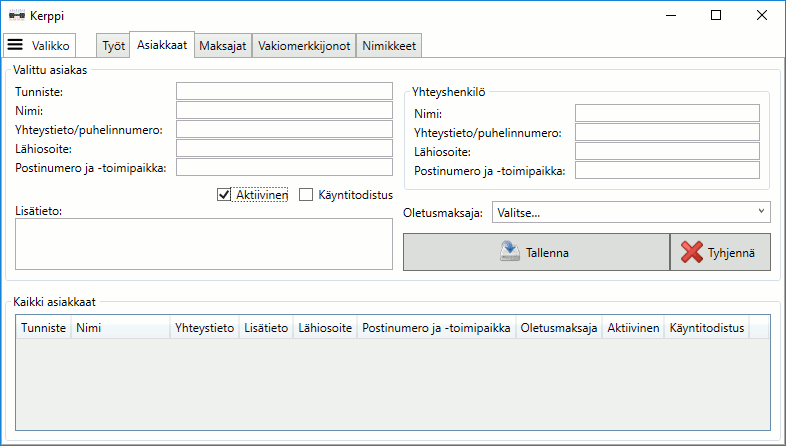 Kerppi
Valikko
Työt
Asiakkaat
Maksajat
Vakiomerkkijonot
Nimikkeet
Valittu asiakas
Tunniste:
Nimi:
Yhteystieto/puhelinnumero:
Lähiosoite:
Postinumero ja -toimipaikka:
Aktiivinen
Käyntitodistus
Lisätieto:
Yhteyshenkilö
Nimi:
Yhteystieto/puhelinnumero:
Lähiosoite:
Postinumero ja -toimipaikka:
Oletusmaksaja:
Valitse...
Tallenna
Tyhjennä
Kaikki asiakkaat
Tunniste Nimi Yhteystieto Lisätieto Lähiosoite Postinumero ja -toimipaikka Oletusmaksaja Aktiivinen Käyntitodistus